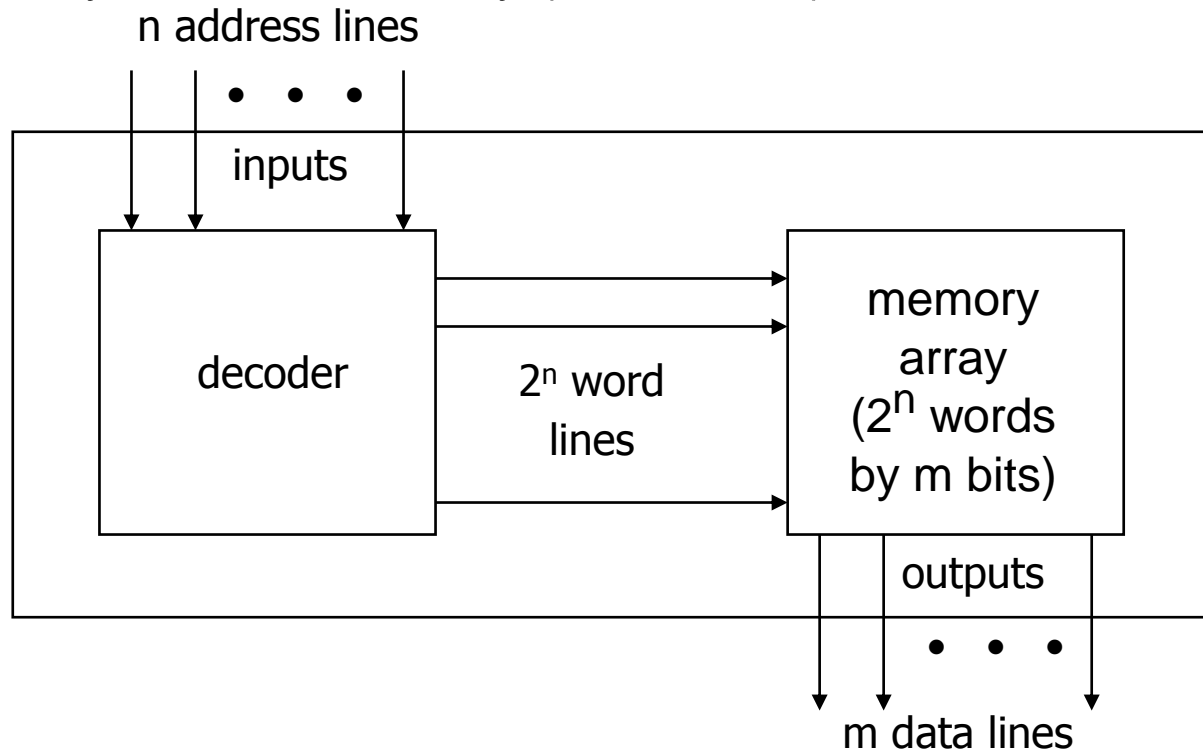 n address lines
• • •
inputs
decoder
2ⁿ word
lines
memory
array
(2ⁿ words
by m bits)
outputs
• • •
m data lines